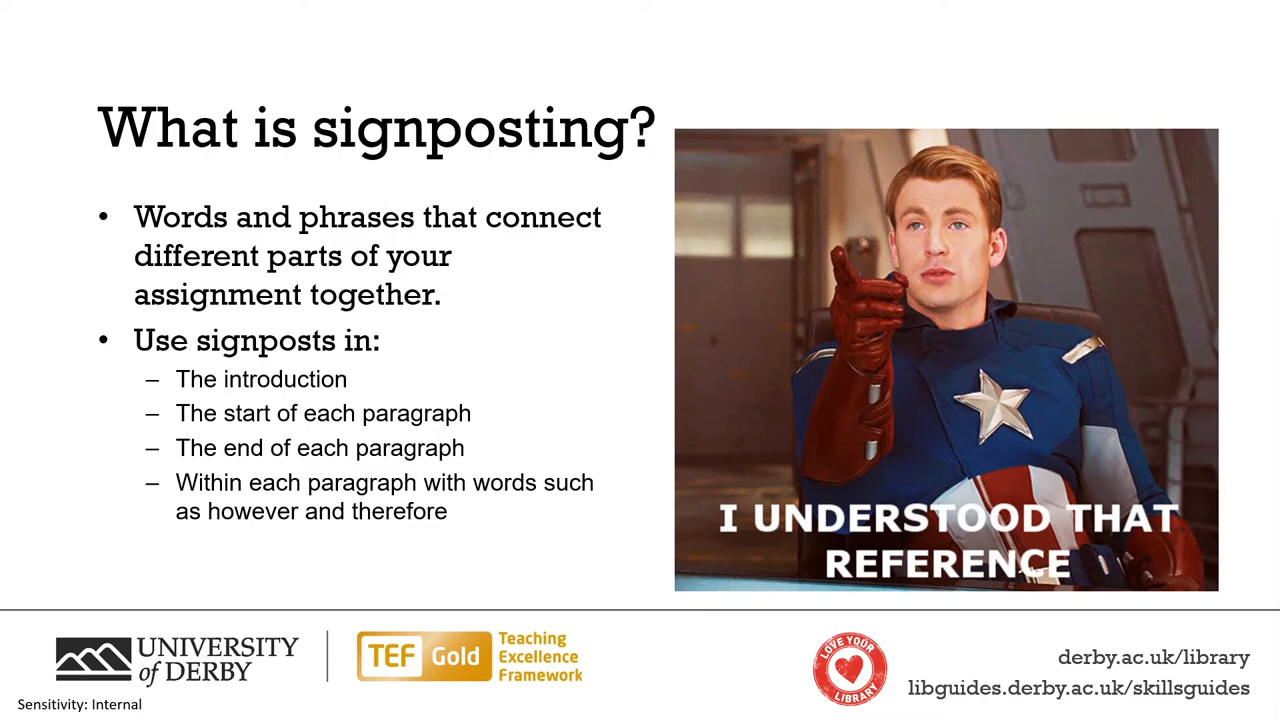 What is signposting?
• Words and phrases that connect
different parts of your
assignment together.
• Use signposts in:
– The introduction
– The start of each paragraph
– The end of each paragraph
– Within each paragraph with words such
as however and therefore
I UNDERSTOOD THAT
REFERENCE
UNIVERSITY
of DERBY
TEF Gold
Teaching
Excellence
Framework
LOVE YOUR
LIBRARY
derby.ac.uk/library
libguides.derby.ac.uk/skillsguides
Sensitivity: Internal